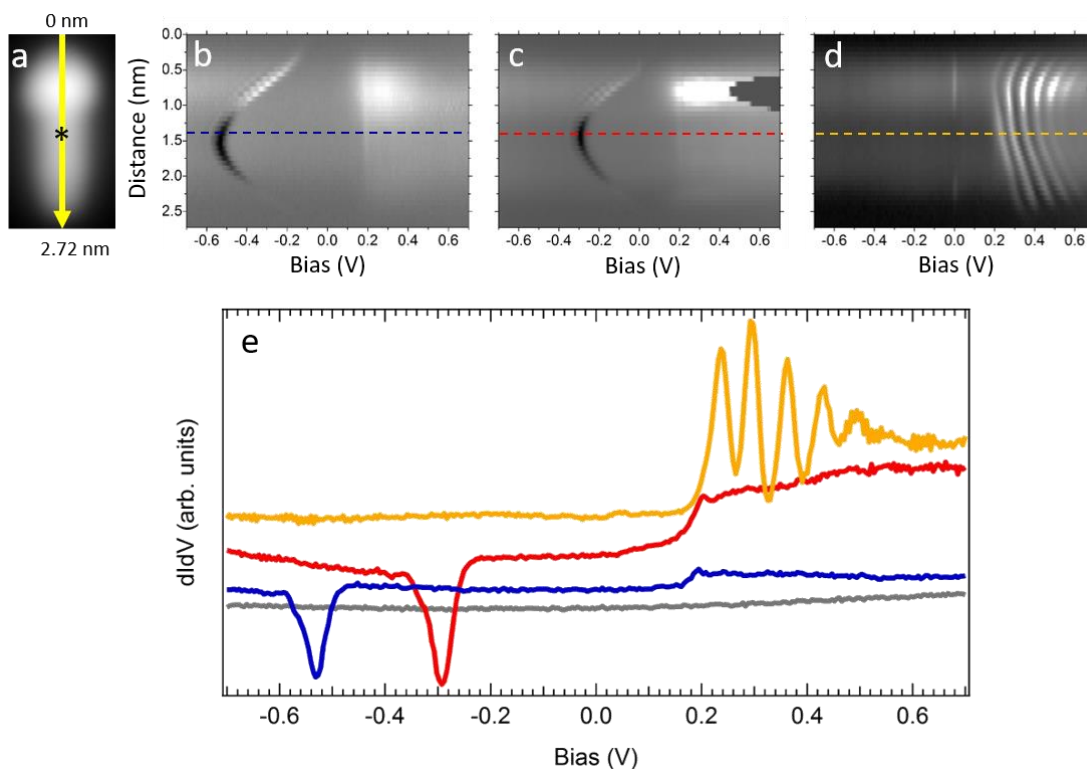 0 nm
a
*
2.72 nm
b
c
d
Distance (nm)
0.0
0.5
1.0
1.5
2.0
2.5
-0.6 -0.4 -0.2 0.0 0.2 0.4 0.6
Bias (V)
-0.6 -0.4 -0.2 0.0 0.2 0.4 0.6
Bias (V)
-0.6 -0.4 -0.2 0.0 0.2 0.4 0.6
Bias (V)
e
dIdV (arb. units)
-0.6 -0.4 -0.2 0.0 0.2 0.4 0.6
Bias (V)